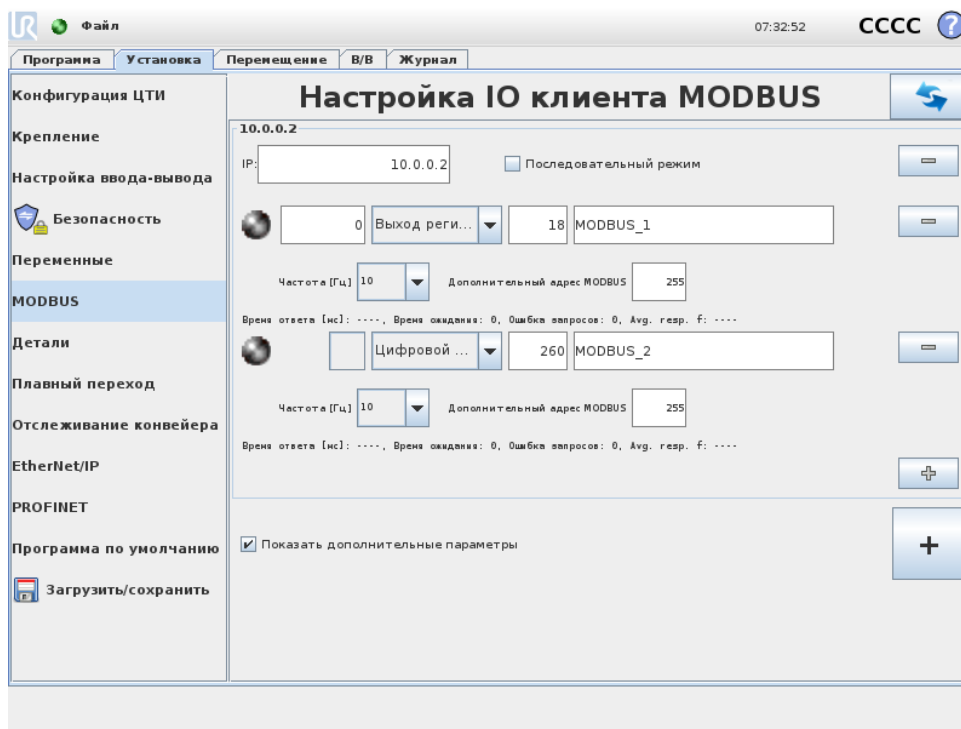 UR Файл 07:32:52 CCCC ?
Программа Установка Перемещение В/В Журнал
Конфигурация ЦТИ
Крепление
Настройка ввода-вывода
Безопасность
Переменные
MODBUS
Детали
Плавный переход
Отслеживание конвейера
EtherNet/IP
PROFINET
Программа по умолчанию
Загрузить/сохранить
Настройка IO клиента MODBUS
10.0.0.2
IP: 10.0.0.2 Последовательный режим
0 Выход реги... 18 MODBUS_1
Частота [Гц] 10 Дополнительный адрес MODBUS 255
Время ответа [мс]: ----, Время ожидания: 0, Ошибка запросов: 0, Avg. resp. f: ----
Цифровой ... 260 MODBUS_2
Частота [Гц] 10 Дополнительный адрес MODBUS 255
Время ответа [мс]: ----, Время ожидания: 0, Ошибка запросов: 0, Avg. resp. f: ----
Показать дополнительные параметры